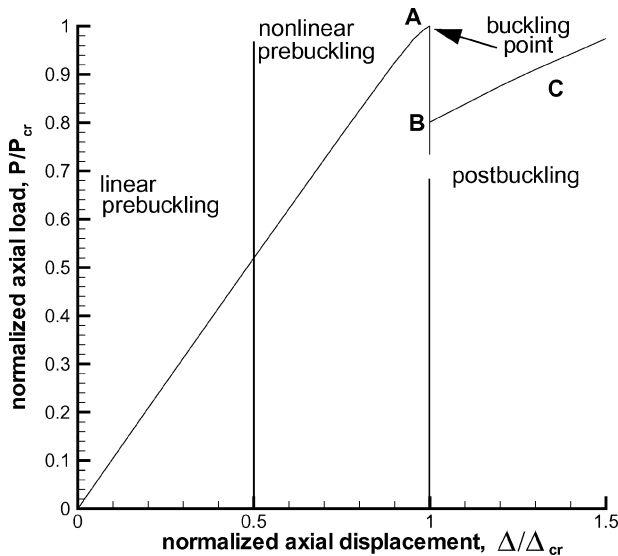 nonlinear
prebuckling
A
buckling
point
C
B
linear
prebuckling
postbuckling
normalized axial load, P/Pcr
1
0.9
0.8
0.7
0.6
0.5
0.4
0.3
0.2
0.1
0
0
0.5
1
1.5
normalized axial displacement, Δ/Δcr